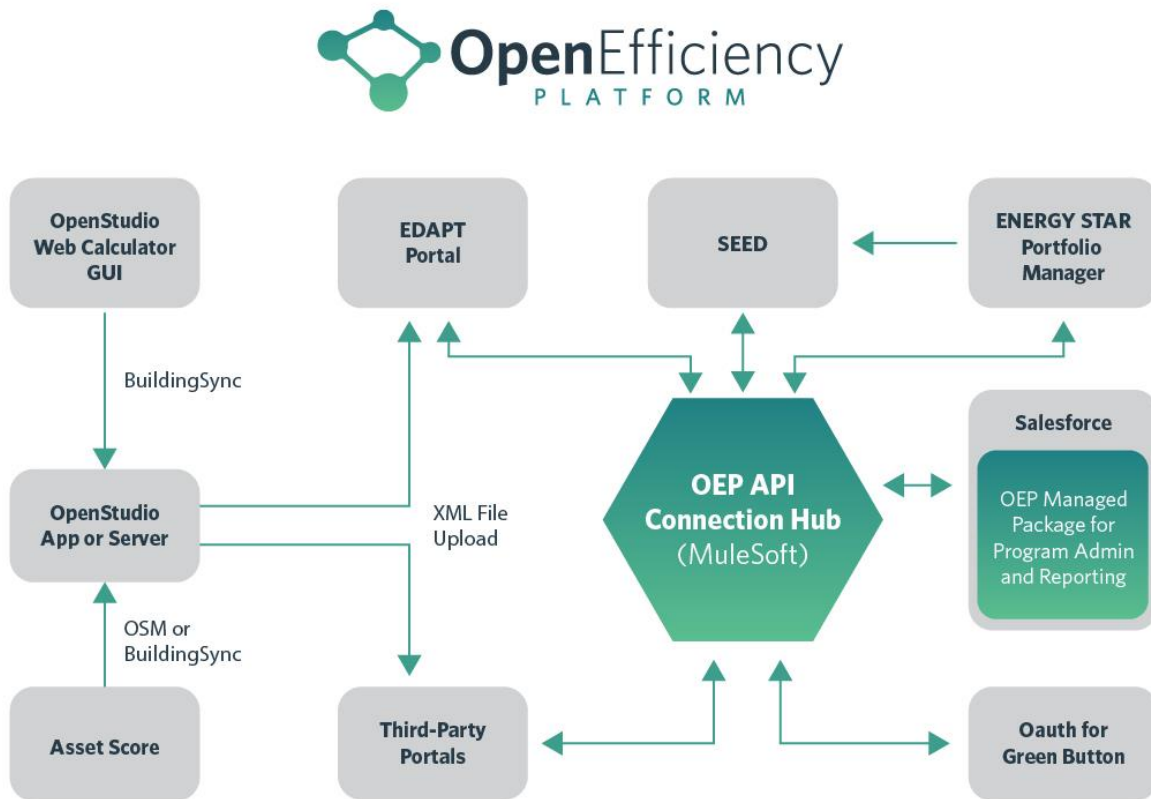 OpenEfficiency
PLATFORM
OpenStudio
Web Calculator
GUI
EDAPT
Portal
SEED
ENERGY STAR
Portfolio
Manager
BuildingSync
OpenStudio
App or Server
XML File
Upload
OEP API
Connection Hub
(MuleSoft)
Salesforce
OEP Managed
Package for
Program Admin
and Reporting
OSM or
BuildingSync
Asset Score
Third-Party
Portals
Oauth for
Green Button